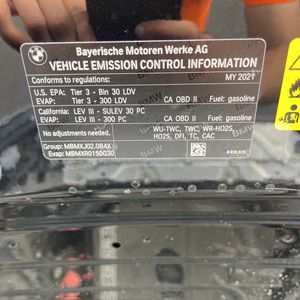 Bayerische Motoren Werke AG
VEHICLE EMISSION CONTROL INFORMATION
Conforms to regulations: MY 2021
U.S. EPA: Tier 3 - Bin 30 LDV
EVAP: Tier 3 - 300 LDV CA OBD II Fuel: gasoline
California: LEV III - SULEV 30 PC
EVAP: LEV III - 300 PC CA OBD II Fuel: gasoline
No adjustments needed. WU-TWC, TWC, WR-HO2S,
HO2S, DFI, TC, CAC
Group: MBMXJ02.0B4X
Evap: MBMXR0150G30